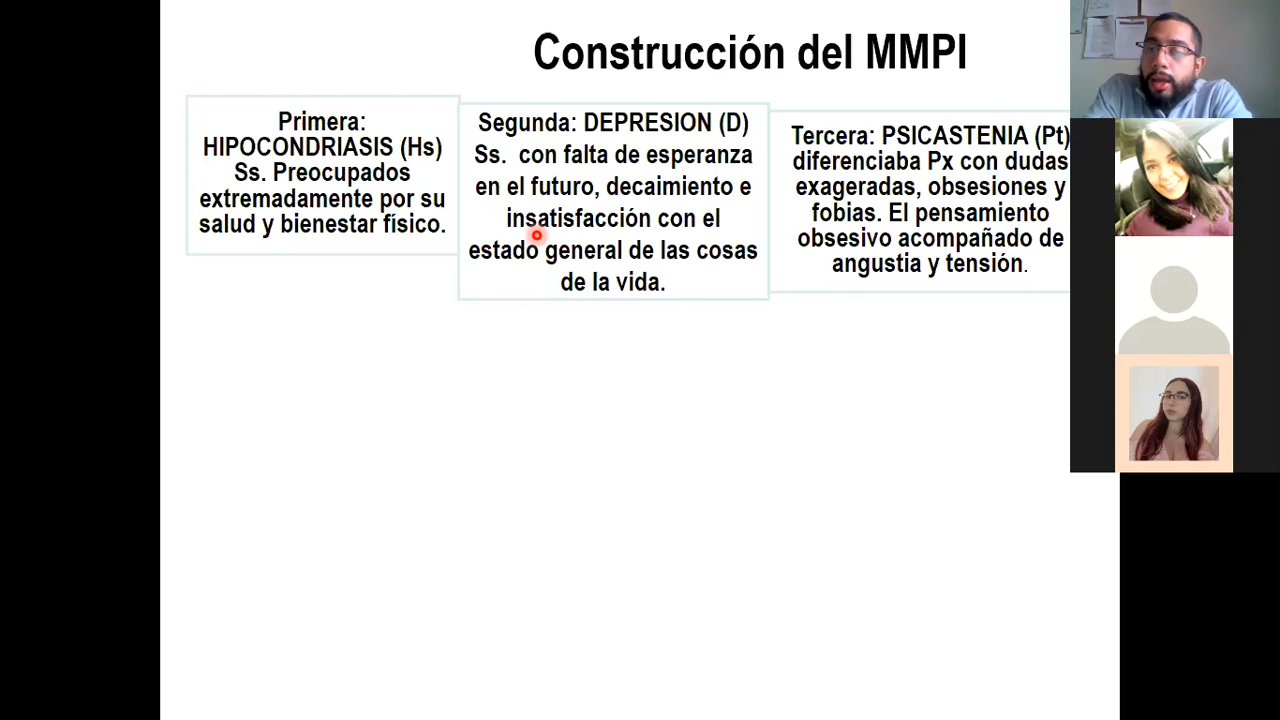 Construcción del MMPI
Primera:
HIPOCONDRIASIS (Hs)
Ss. Preocupados
extremadamente por su
salud y bienestar físico.
Segunda: DEPRESION (D)
Ss. con falta de esperanza
en el futuro, decaimiento e
insatisfacción con el
estado general de las cosas
de la vida.
Tercera: PSICASTENIA (Pt)
diferenciaba Px con dudas
exageradas, obsesiones y
fobias. El pensamiento
obsesivo acompañado de
angustia y tensión.